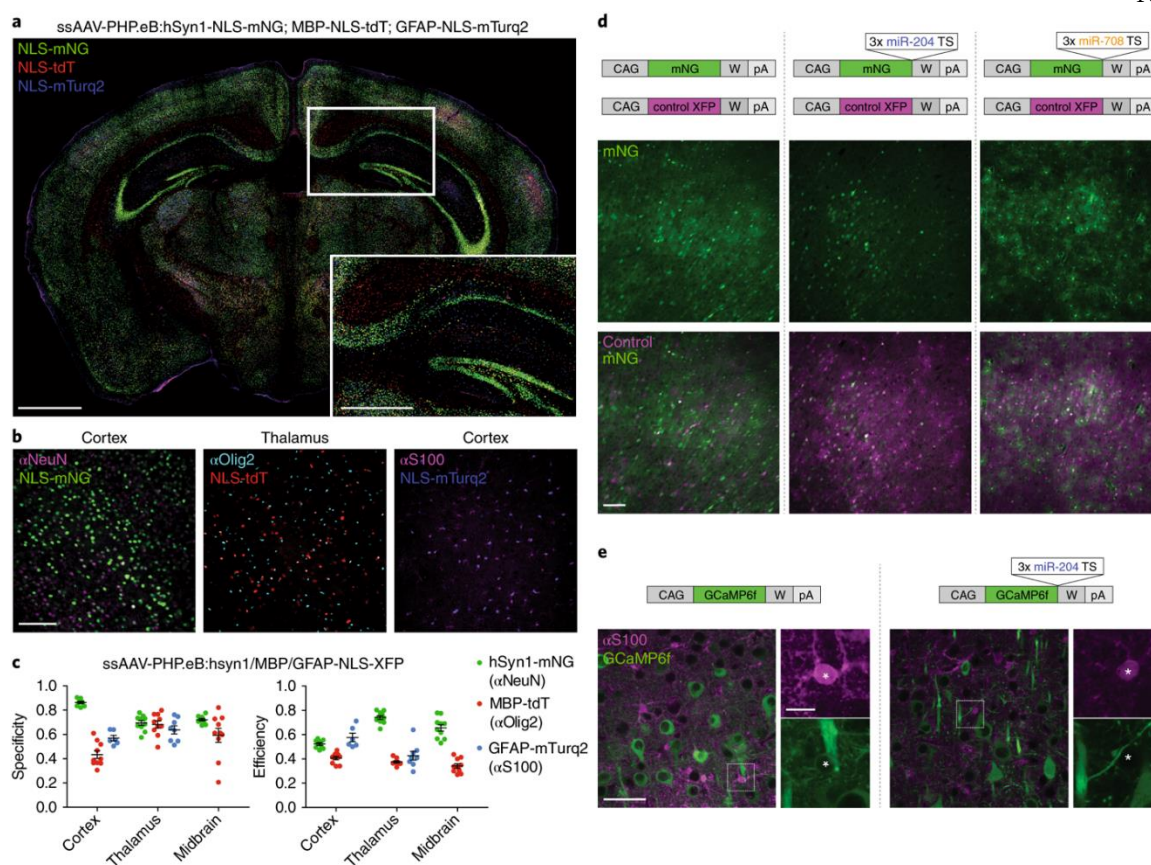 a
ssAAV-PHP.eB:hSyn1-NLS-mNG; MBP-NLS-tdT; GFAP-NLS-mTurq2
NLS-mNG
NLS-tdT
NLS-mTurq2
b
Cortex
Thalamus
Cortex
αNeuN
NLS-mNG
αOlig2
NLS-tdT
αS100
NLS-mTurq2
c
ssAAV-PHP.eB:hsyn1/MBP/GFAP-NLS-XFP
Specificity
1.0
0.8
0.6
0.4
0.2
0.0
Cortex
Thalamus
Midbrain
Efficiency
1.0
0.8
0.6
0.4
0.2
0.0
Cortex
Thalamus
Midbrain
hSyn1-mNG
(αNeuN)
MBP-tdT
(αOlig2)
GFAP-mTurq2
(αS100)
d
3x miR-204 TS
3x miR-708 TS
CAG mNG W pA
CAG mNG W pA
CAG mNG W pA
CAG control XFP W pA
CAG control XFP W pA
CAG control XFP W pA
mNG
Control
mNG
e
3x miR-204 TS
CAG GCaMP6f W pA
CAG GCaMP6f W pA
αS100
GCaMP6f
*
*
*
*